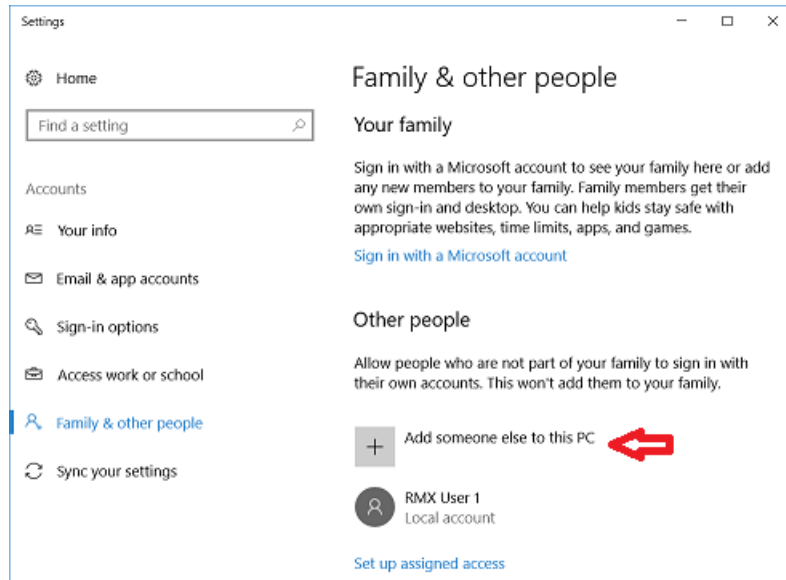 Settings
Home
Find a setting
Accounts
Your info
Email & app accounts
Sign-in options
Access work or school
Family & other people
Sync your settings
Family & other people
Your family
Sign in with a Microsoft account to see your family here or add
any new members to your family. Family members get their
own sign-in and desktop. You can help kids stay safe with
appropriate websites, time limits, apps, and games.
Sign in with a Microsoft account
Other people
Allow people who are not part of your family to sign in with
their own accounts. This won't add them to your family.
Add someone else to this PC
RMX User 1
Local account
Set up assigned access